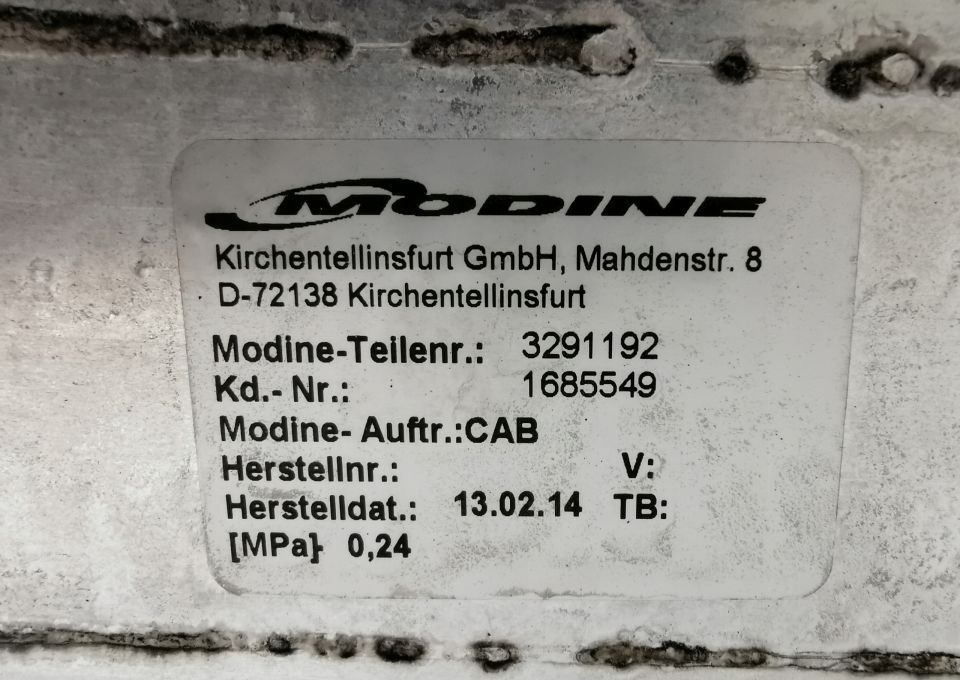 MODINE
Kirchentellinsfurt GmbH, Mahdenstr. 8
D-72138 Kirchentellinsfurt
Modine-Teilenr.: 3291192
Kd.- Nr.: 1685549
Modine- Auftr.:CAB
Herstellnr.: V:
Herstelldat.: 13.02.14 TB:
[MPa]- 0,24